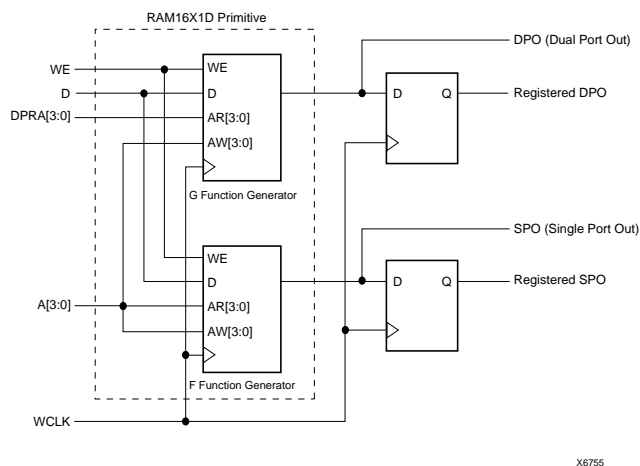 RAM16X1D Primitive
DPO (Dual Port Out)
WE
WE
D
D
D
Q
Registered DPO
DPRA[3:0]
AR[3:0]
AW[3:0]
G Function Generator
SPO (Single Port Out)
WE
D
D
Q
Registered SPO
A[3:0]
AR[3:0]
AW[3:0]
F Function Generator
WCLK
X6755